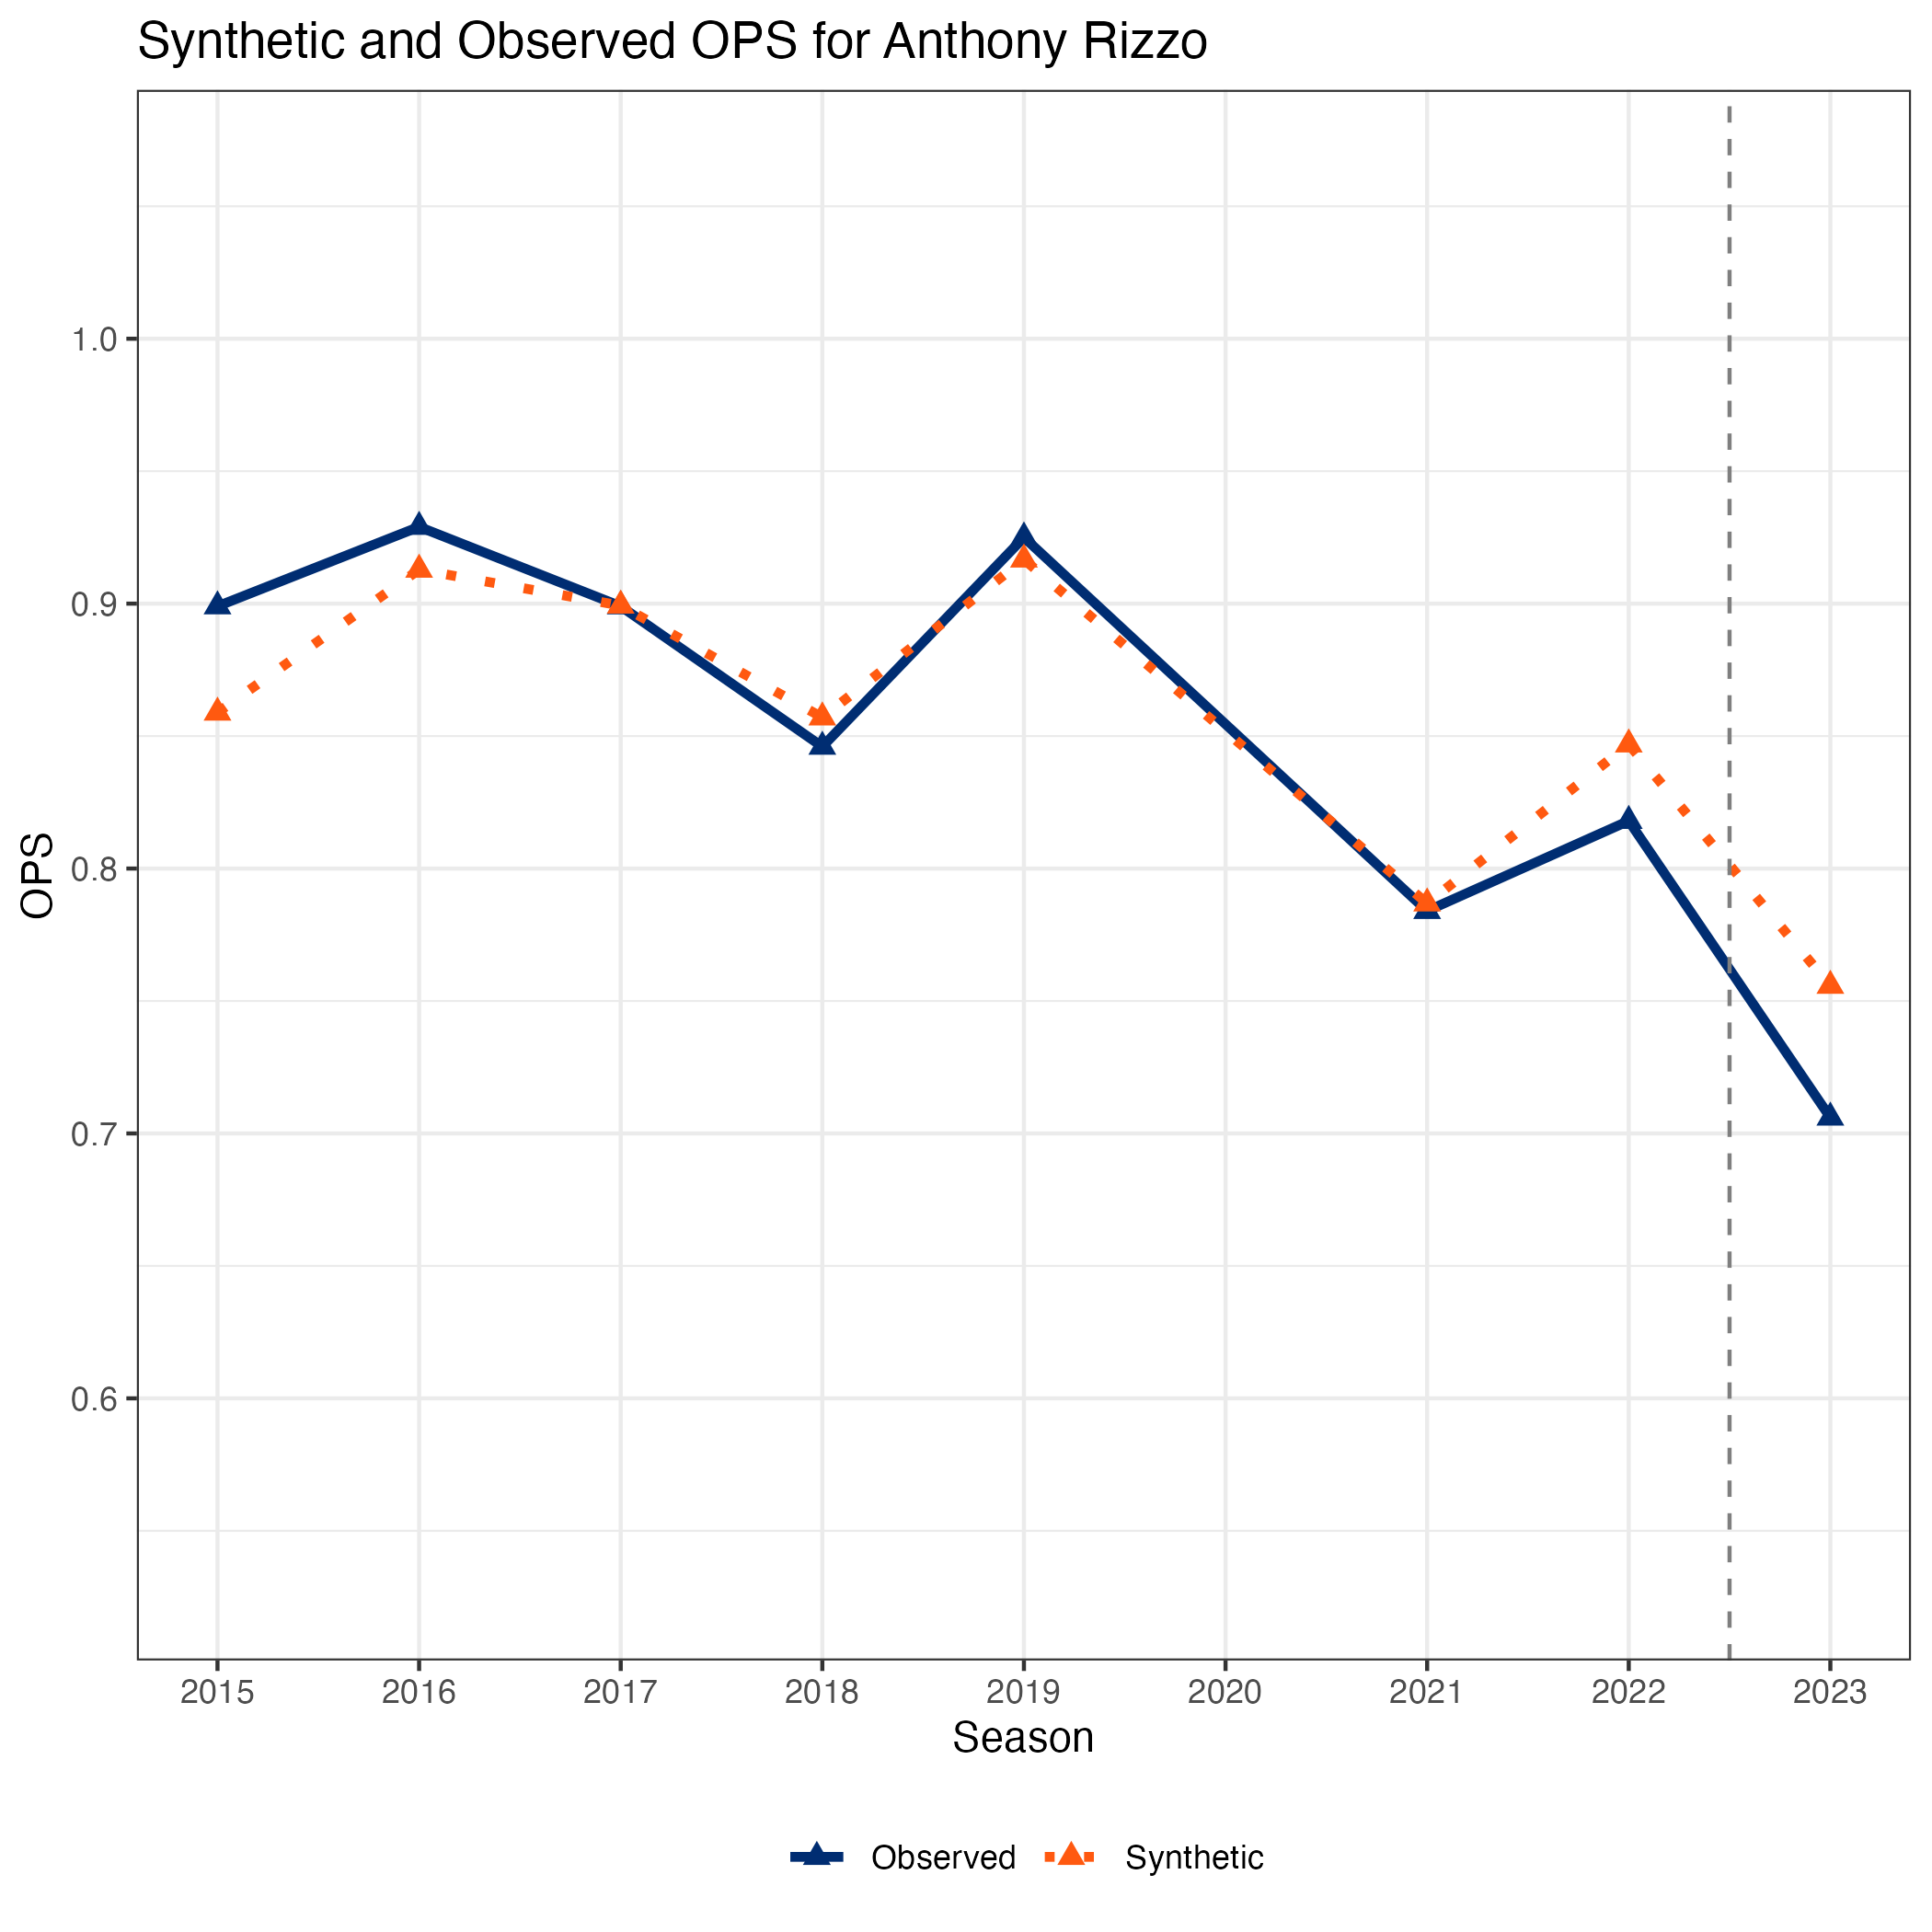 Synthetic and Observed OPS for Anthony Rizzo
OPS
1.0
0.9
0.8
0.7
0.6
2015 2016 2017 2018 2019 2020 2021 2022 2023
Season
Observed Synthetic